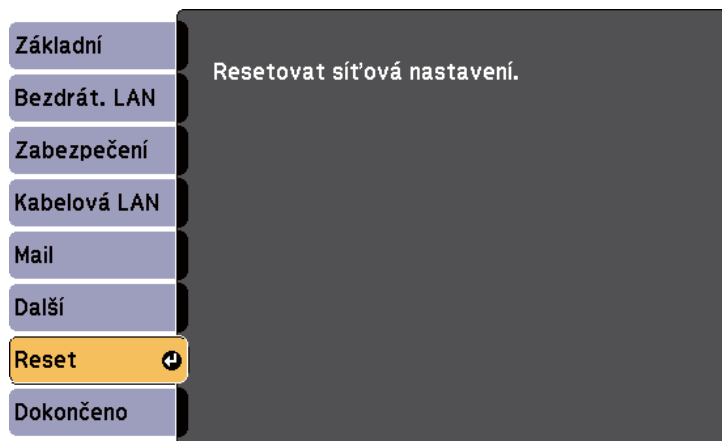 Základní
Bezdrát. LAN
Zabezpečení
Kabelová LAN
Mail
Další
Reset
Dokončeno
Resetovat síťová nastavení.